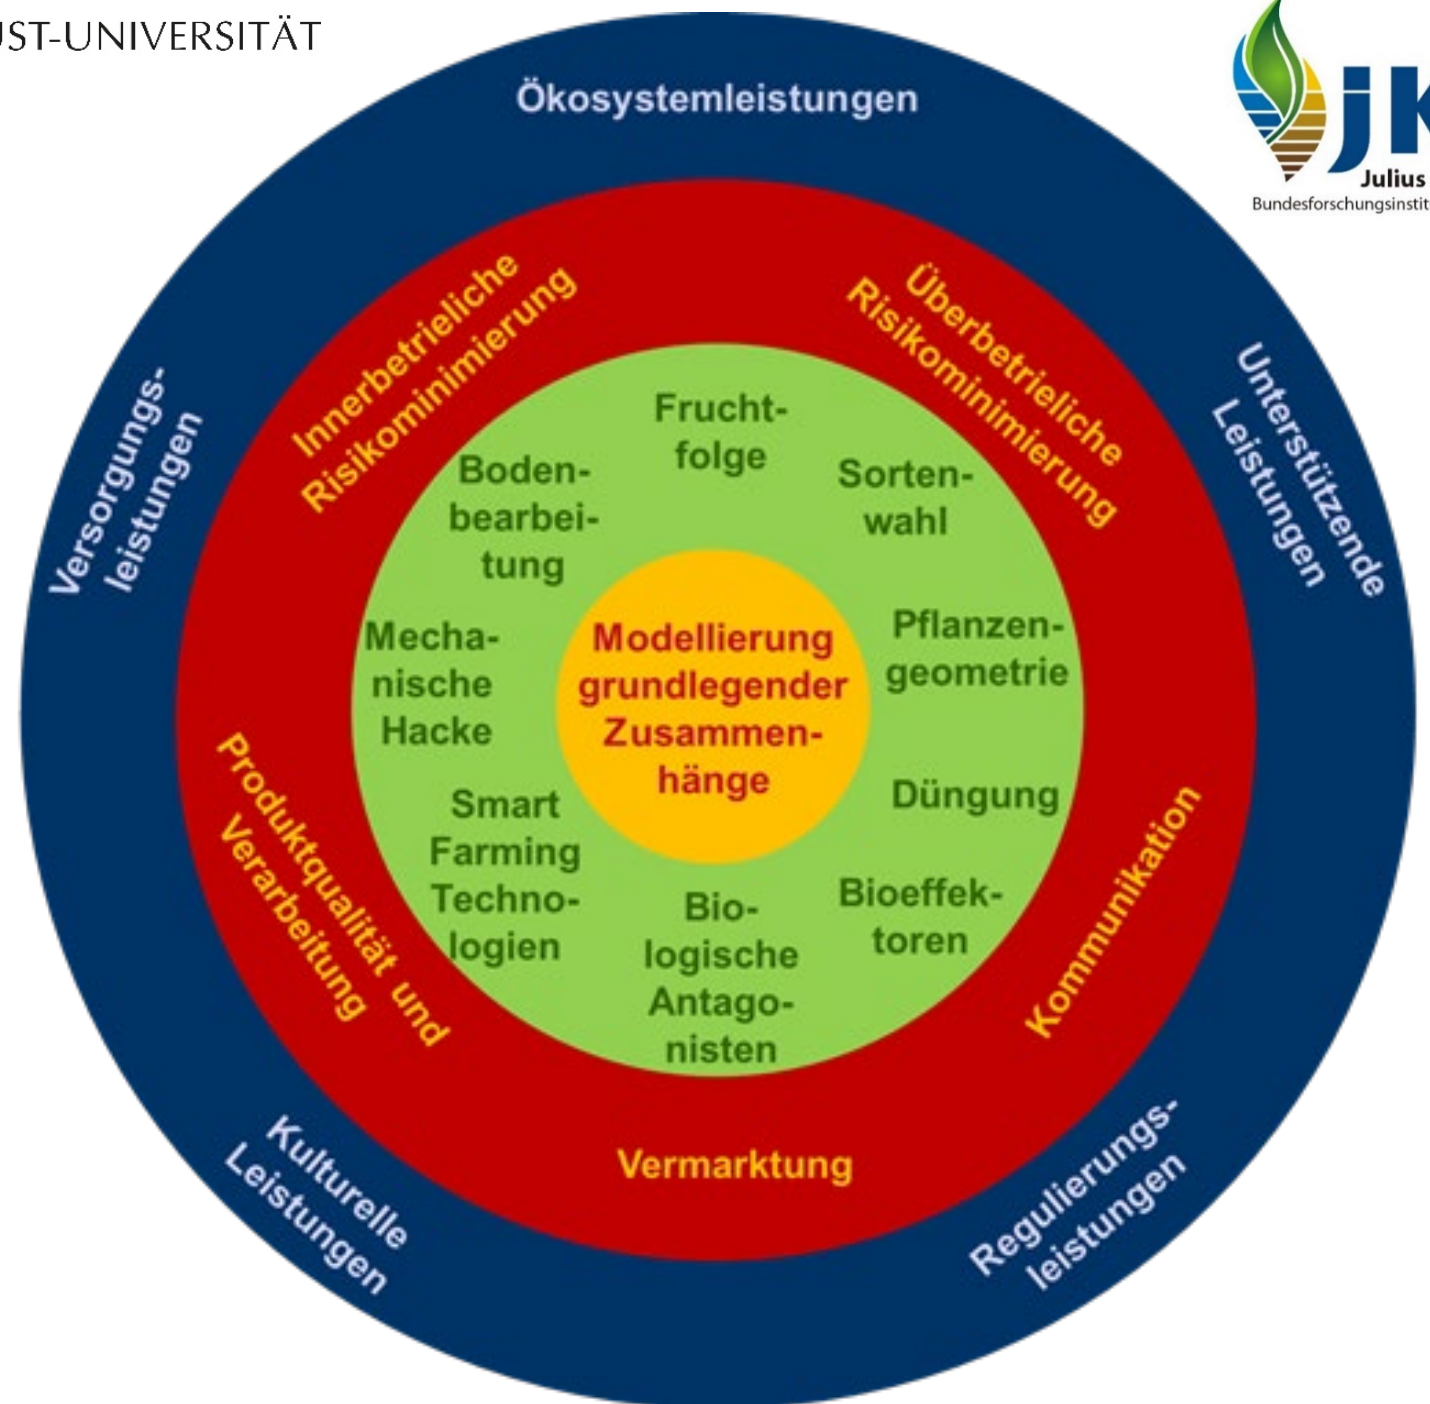 UST-UNIVERSITÄT
jk
Julius
Bundesforschungsinstit
Ökosystemleistungen
Versorgungs-
leistungen
Unterstützende
Leistungen
Kulturelle
Leistungen
Regulierungs-
leistungen
Innerbetrieliche
Risikominimierung
Überbetrieliche
Risikominimierung
Produktqualität und
Verarbeitung
Kommunikation
Vermarktung
Frucht-
folge
Boden-
bearbei-
tung
Sorten-
wahl
Mecha-
nische
Hacke
Pflanzen-
geometrie
Smart
Farming
Techno-
logien
Düngung
Bio-
logische
Antago-
nisten
Bioeffek-
toren
Modellierung
grundlegender
Zusammen-
hänge